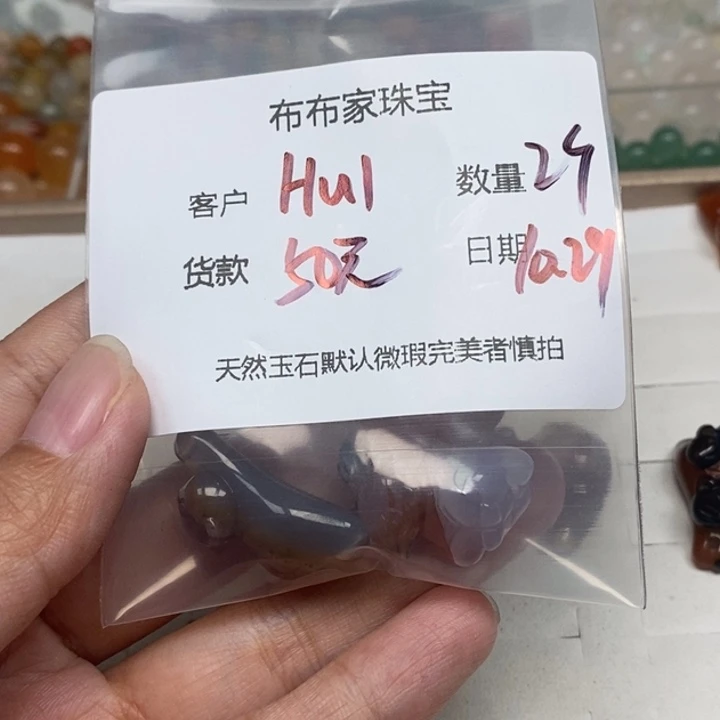 布布家珠宝
客户 Hul 数量 24
货款 50元 日期 10.29
天然玉石默认微瑕完美者慎拍